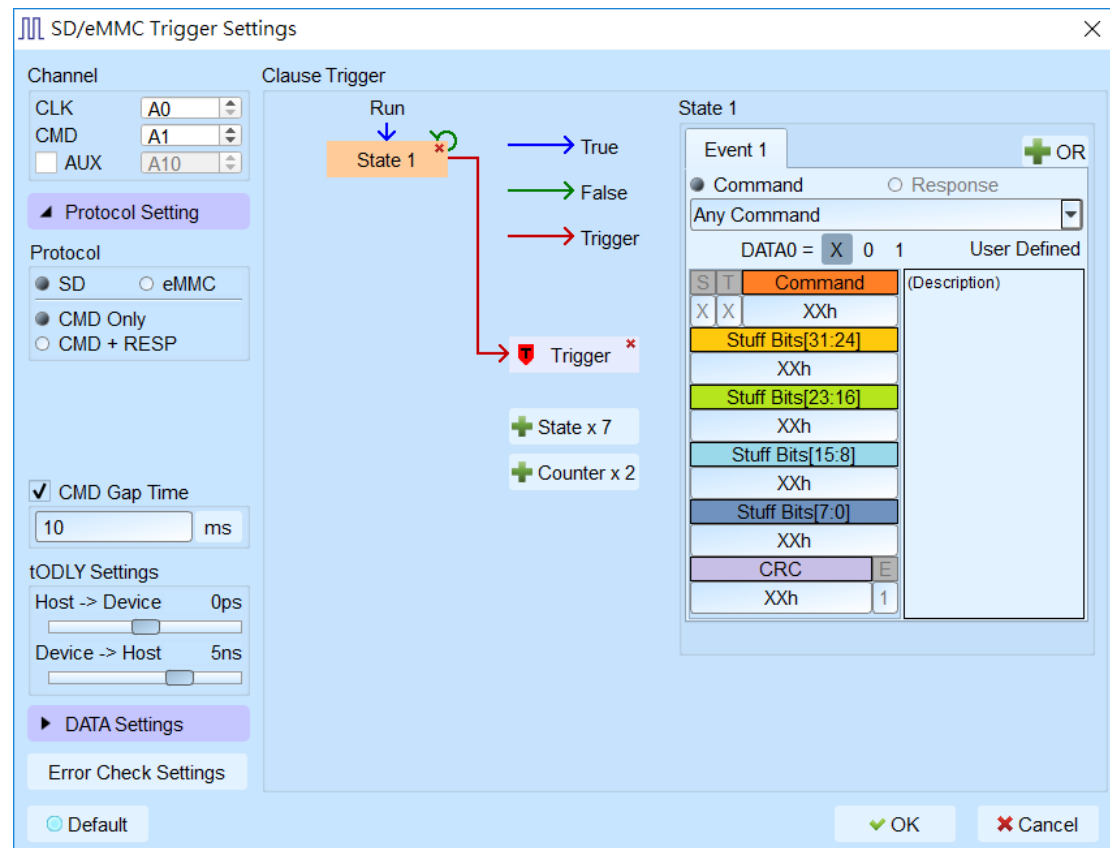 SD/eMMC Trigger Settings
Channel
CLK A0
CMD A1
AUX A10
Protocol Setting
Protocol
SD eMMC
CMD Only
CMD + RESP
CMD Gap Time
10 ms
tODLY Settings
Host -> Device 0ps
Device -> Host 5ns
DATA Settings
Error Check Settings
Default
Clause Trigger
Run
State 1
True
False
Trigger
Trigger
State x 7
Counter x 2
State 1
Event 1
OR
Command Response
Any Command
DATA0 = X 0 1 User Defined
S T Command
X X XXh
Stuff Bits[31:24]
XXh
Stuff Bits[23:16]
XXh
Stuff Bits[15:8]
XXh
Stuff Bits[7:0]
XXh
CRC E
XXh 1
(Description)
OK
Cancel